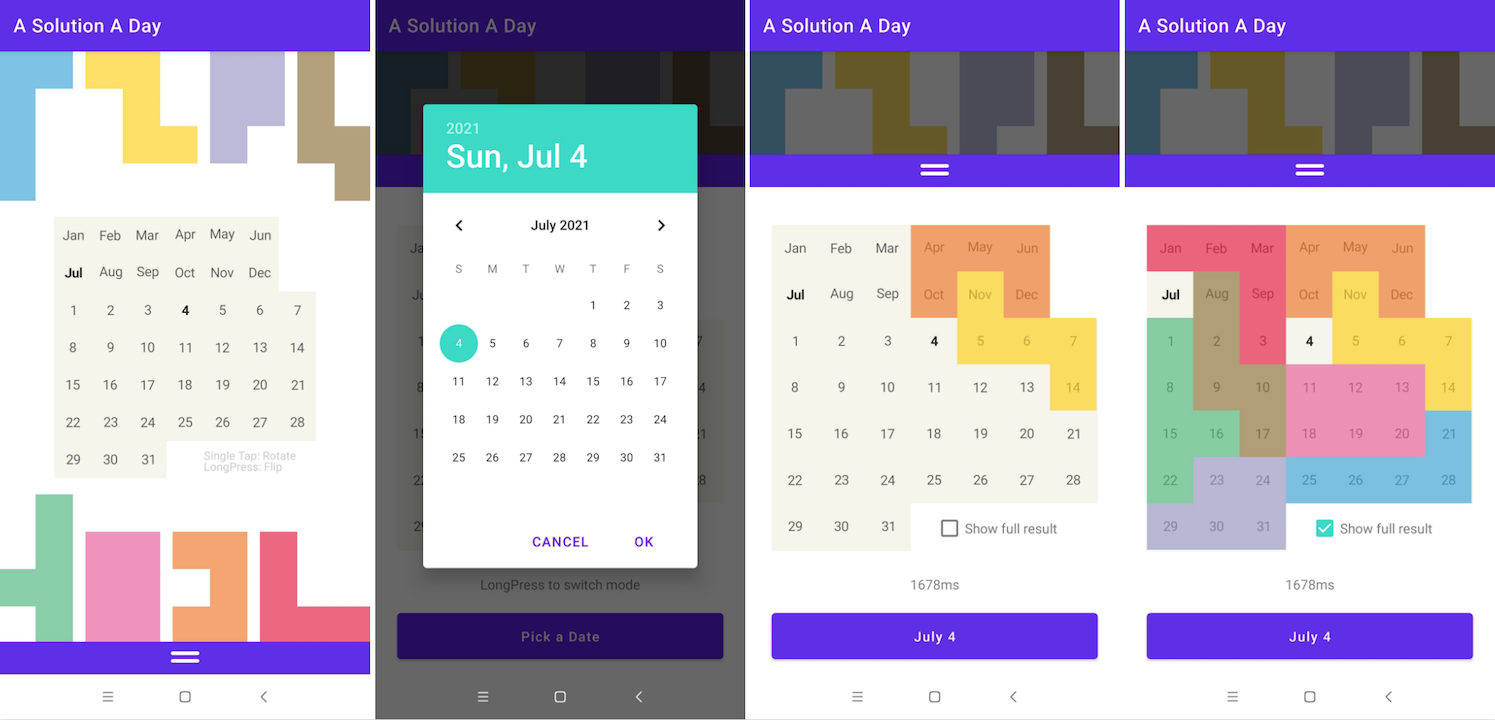 A Solution A Day
Jan Feb Mar Apr May Jun
Jul Aug Sep Oct Nov Dec
1 2 3 4 5 6 7
8 9 10 11 12 13 14
15 16 17 18 19 20 21
22 23 24 25 26 27 28
29 30 31
Single Tap: Rotate
LongPress: Flip
A Solution A Day
2021
Sun, Jul 4
July 2021
S M T W T F S
1 2 3
4 5 6 7 8 9 10
11 12 13 14 15 16 17
18 19 20 21 22 23 24
25 26 27 28 29 30 31
CANCEL OK
LongPress to switch mode
Pick a Date
A Solution A Day
Jan Feb Mar Apr May Jun
Jul Aug Sep Oct Nov Dec
1 2 3 4 5 6 7
8 9 10 11 12 13 14
15 16 17 18 19 20 21
22 23 24 25 26 27 28
29 30 31 Show full result
1678ms
July 4
A Solution A Day
Jan Feb Mar Apr May Jun
Jul Aug Sep Oct Nov Dec
1 2 3 4 5 6 7
8 9 10 11 12 13 14
15 16 17 18 19 20 21
22 23 24 25 26 27 28
29 30 31 Show full result
1678ms
July 4